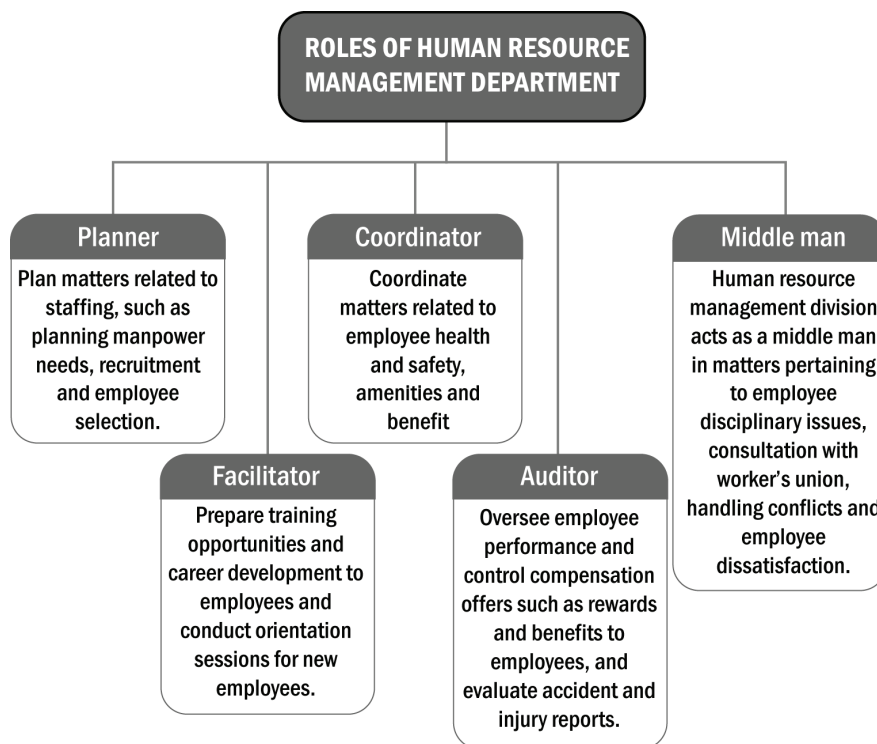 ROLES OF HUMAN RESOURCE
MANAGEMENT DEPARTMENT
Planner
Plan matters related to
staffing, such as
planning manpower
needs, recruitment
and employee
selection.
Facilitator
Prepare training
opportunities and
career development to
employees and
conduct orientation
sessions for new
employees.
Coordinator
Coordinate
matters related to
employee health
and safety,
amenities and
benefit
Auditor
Oversee employee
performance and
control compensation
offers such as rewards
and benefits to
employees, and
evaluate accident and
injury reports.
Middle man
Human resource
management division
acts as a middle man
in matters pertaining
to employee
disciplinary issues,
consultation with
worker's union,
handling conflicts and
employee
dissatisfaction.